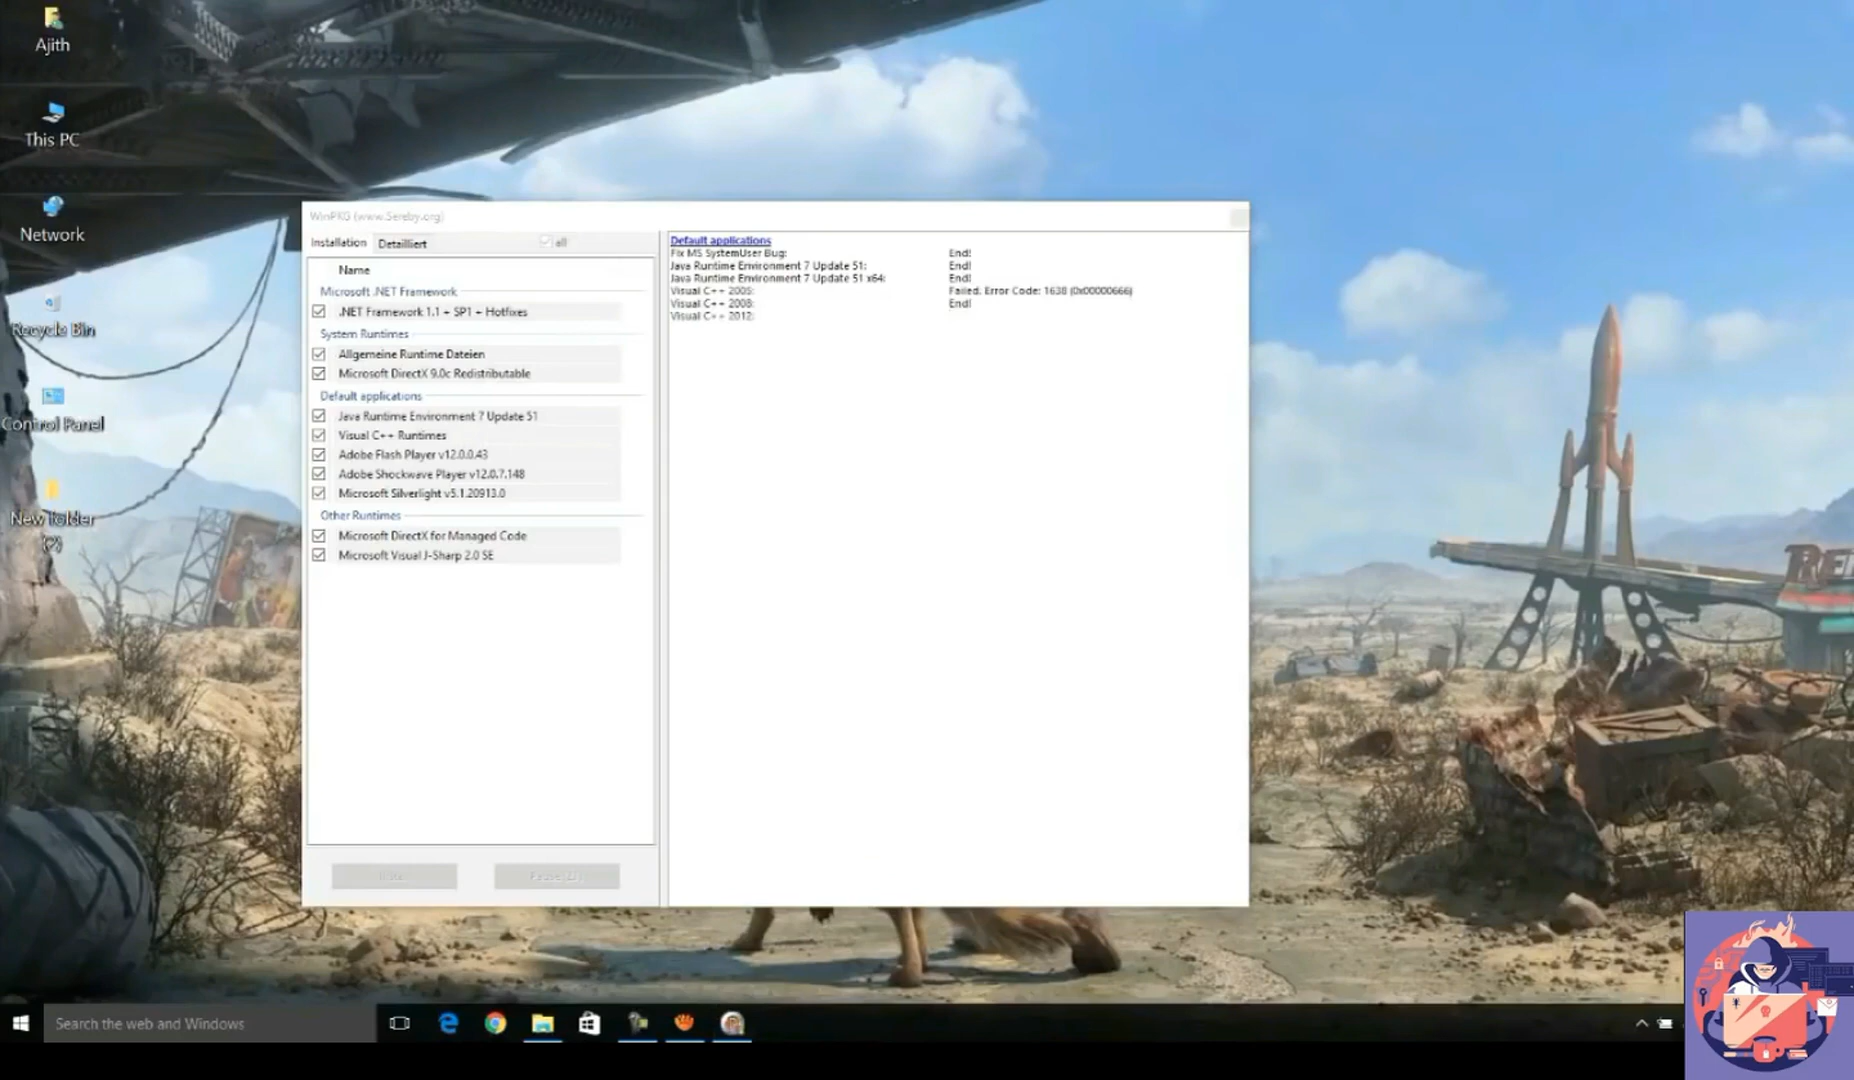 Ajith
This PC
Network
Recycle Bin
Control Panel
New folder
(2)
WinPKG (www.Sereby.org)
Installation
Detailliert
all
Name
Microsoft .NET Framework
.NET Framework 1.1 + SP1 + Hotfixes
System Runtimes
Allgemeine Runtime Dateien
Microsoft DirectX 9.0c Redistributable
Default applications
Java Runtime Environment 7 Update 51
Visual C++ Runtimes
Adobe Flash Player v12.0.0.43
Adobe Shockwave Player v12.0.7.148
Microsoft Silverlight v5.1.20913.0
Other Runtimes
Microsoft DirectX for Managed Code
Microsoft Visual J-Sharp 2.0 SE
Default applications
Fix MS SystemUser Bug: End!
Java Runtime Environment 7 Update 51: End!
Java Runtime Environment 7 Update 51 x64: End!
Visual C++ 2005: Failed. Error Code: 1638 (0x00000666)
Visual C++ 2008: End!
Visual C++ 2012:
Search the web and Windows